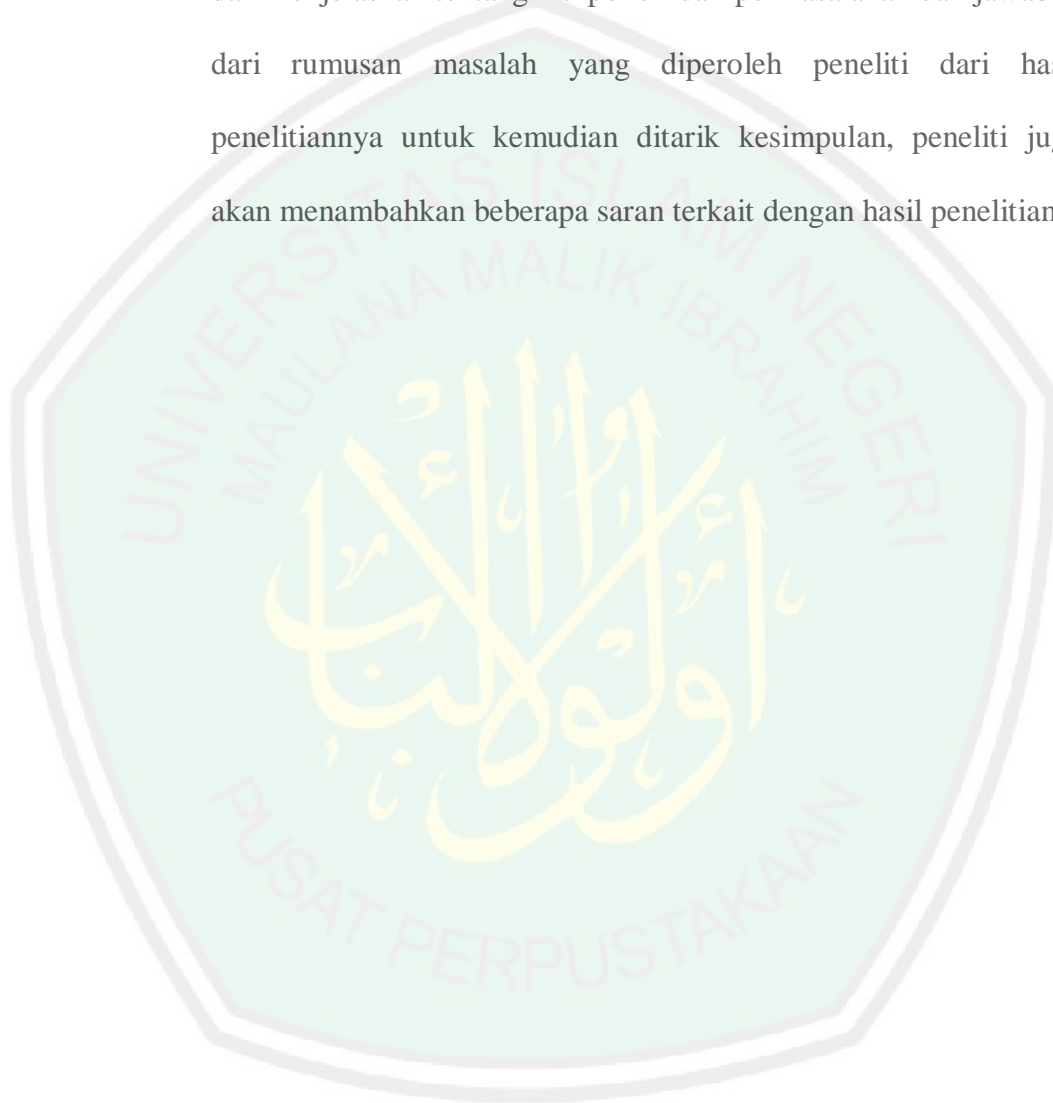 dari rumusan masalah yang diperoleh peneliti dari
penelitiannya untuk kemudian ditarik kesimpulan, peneliti
akan menambahkan beberapa saran terkait dengan hasil penelitian
UNIVERSITAS ISLAM NEGERI
MAULANA MALIK IBRAHIM
PUSAT PERPUSTAKAAN